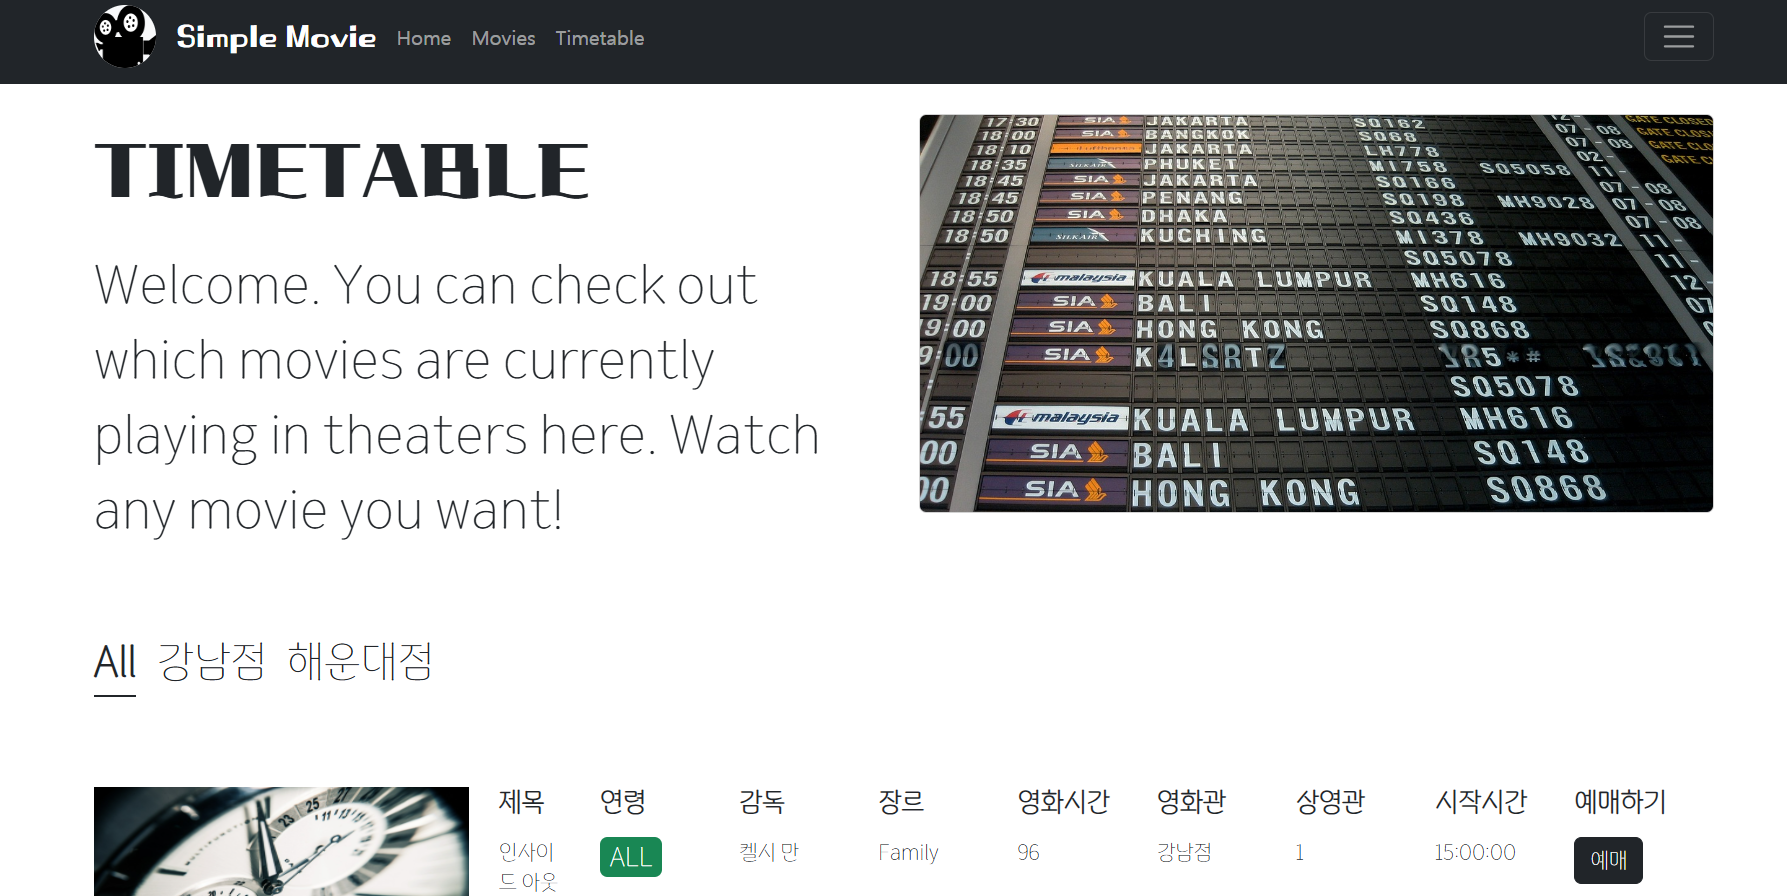 Simple Movie Home Movies Timetable
TIMETABLE
Welcome. You can check out
which movies are currently
playing in theaters here. Watch
any movie you want!
17:30 SIA JAKARTA SQ162
18:00 SIA BANGKOK SQ68 07-08 GATE CLOSED
18:10 Lufthansa JAKARTA LH778 07-08
18:35 SILKAIR PHUKET MI758 SQ5058
18:45 SIA JAKARTA SQ166 07-08
18:45 SIA PENANG SQ198 MH9028 07-08
18:50 SIA DHAKA SQ436 07-08
18:50 SILKAIR KUCHING MI378 MH9032 11-
SQ5078 11-
18:55 malaysia KUALA LUMPUR MH616 12-
19:00 SIA BALI SQ148 07
9:00 SIA HONG KONG SQ868
9:00 SIA K4LSRTZ
SQ5078
55 malaysia KUALA LUMPUR MH616
00 SIA BALI SQ148
00 SIA HONG KONG SQ868
All 강남점 해운대점
제목 연령 감독 장르 영화시간 영화관 상영관 시작시간 예매하기
인사이 ALL 켈시 만 Family 96 강남점 1 15:00:00 예매
드 아웃